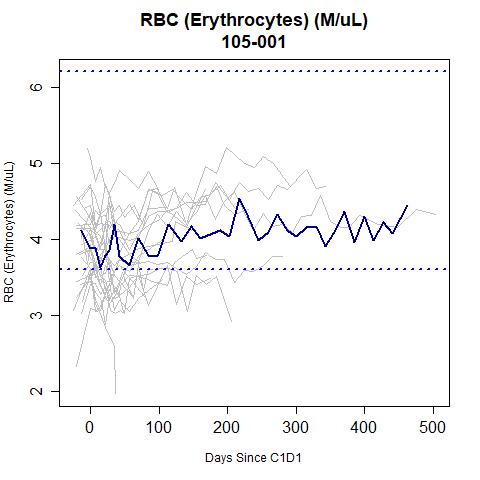 RBC (Erythrocytes) (M/uL)
105-001
RBC (Erythrocytes) (M/uL)
6
5
4
3
2
0 100 200 300 400 500
Days Since C1D1